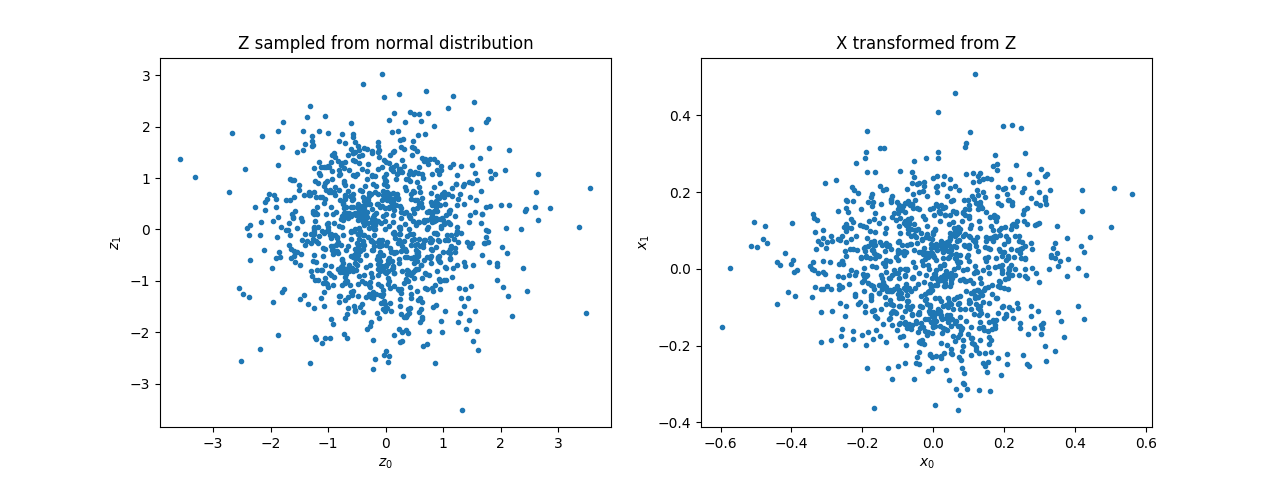 Z sampled from normal distribution
3
2
1
0
−1
−2
−3
z₁
−3 −2 −1 0 1 2 3
z₀
X transformed from Z
0.4
0.2
0.0
−0.2
−0.4
x₁
−0.6 −0.4 −0.2 0.0 0.2 0.4 0.6
x₀